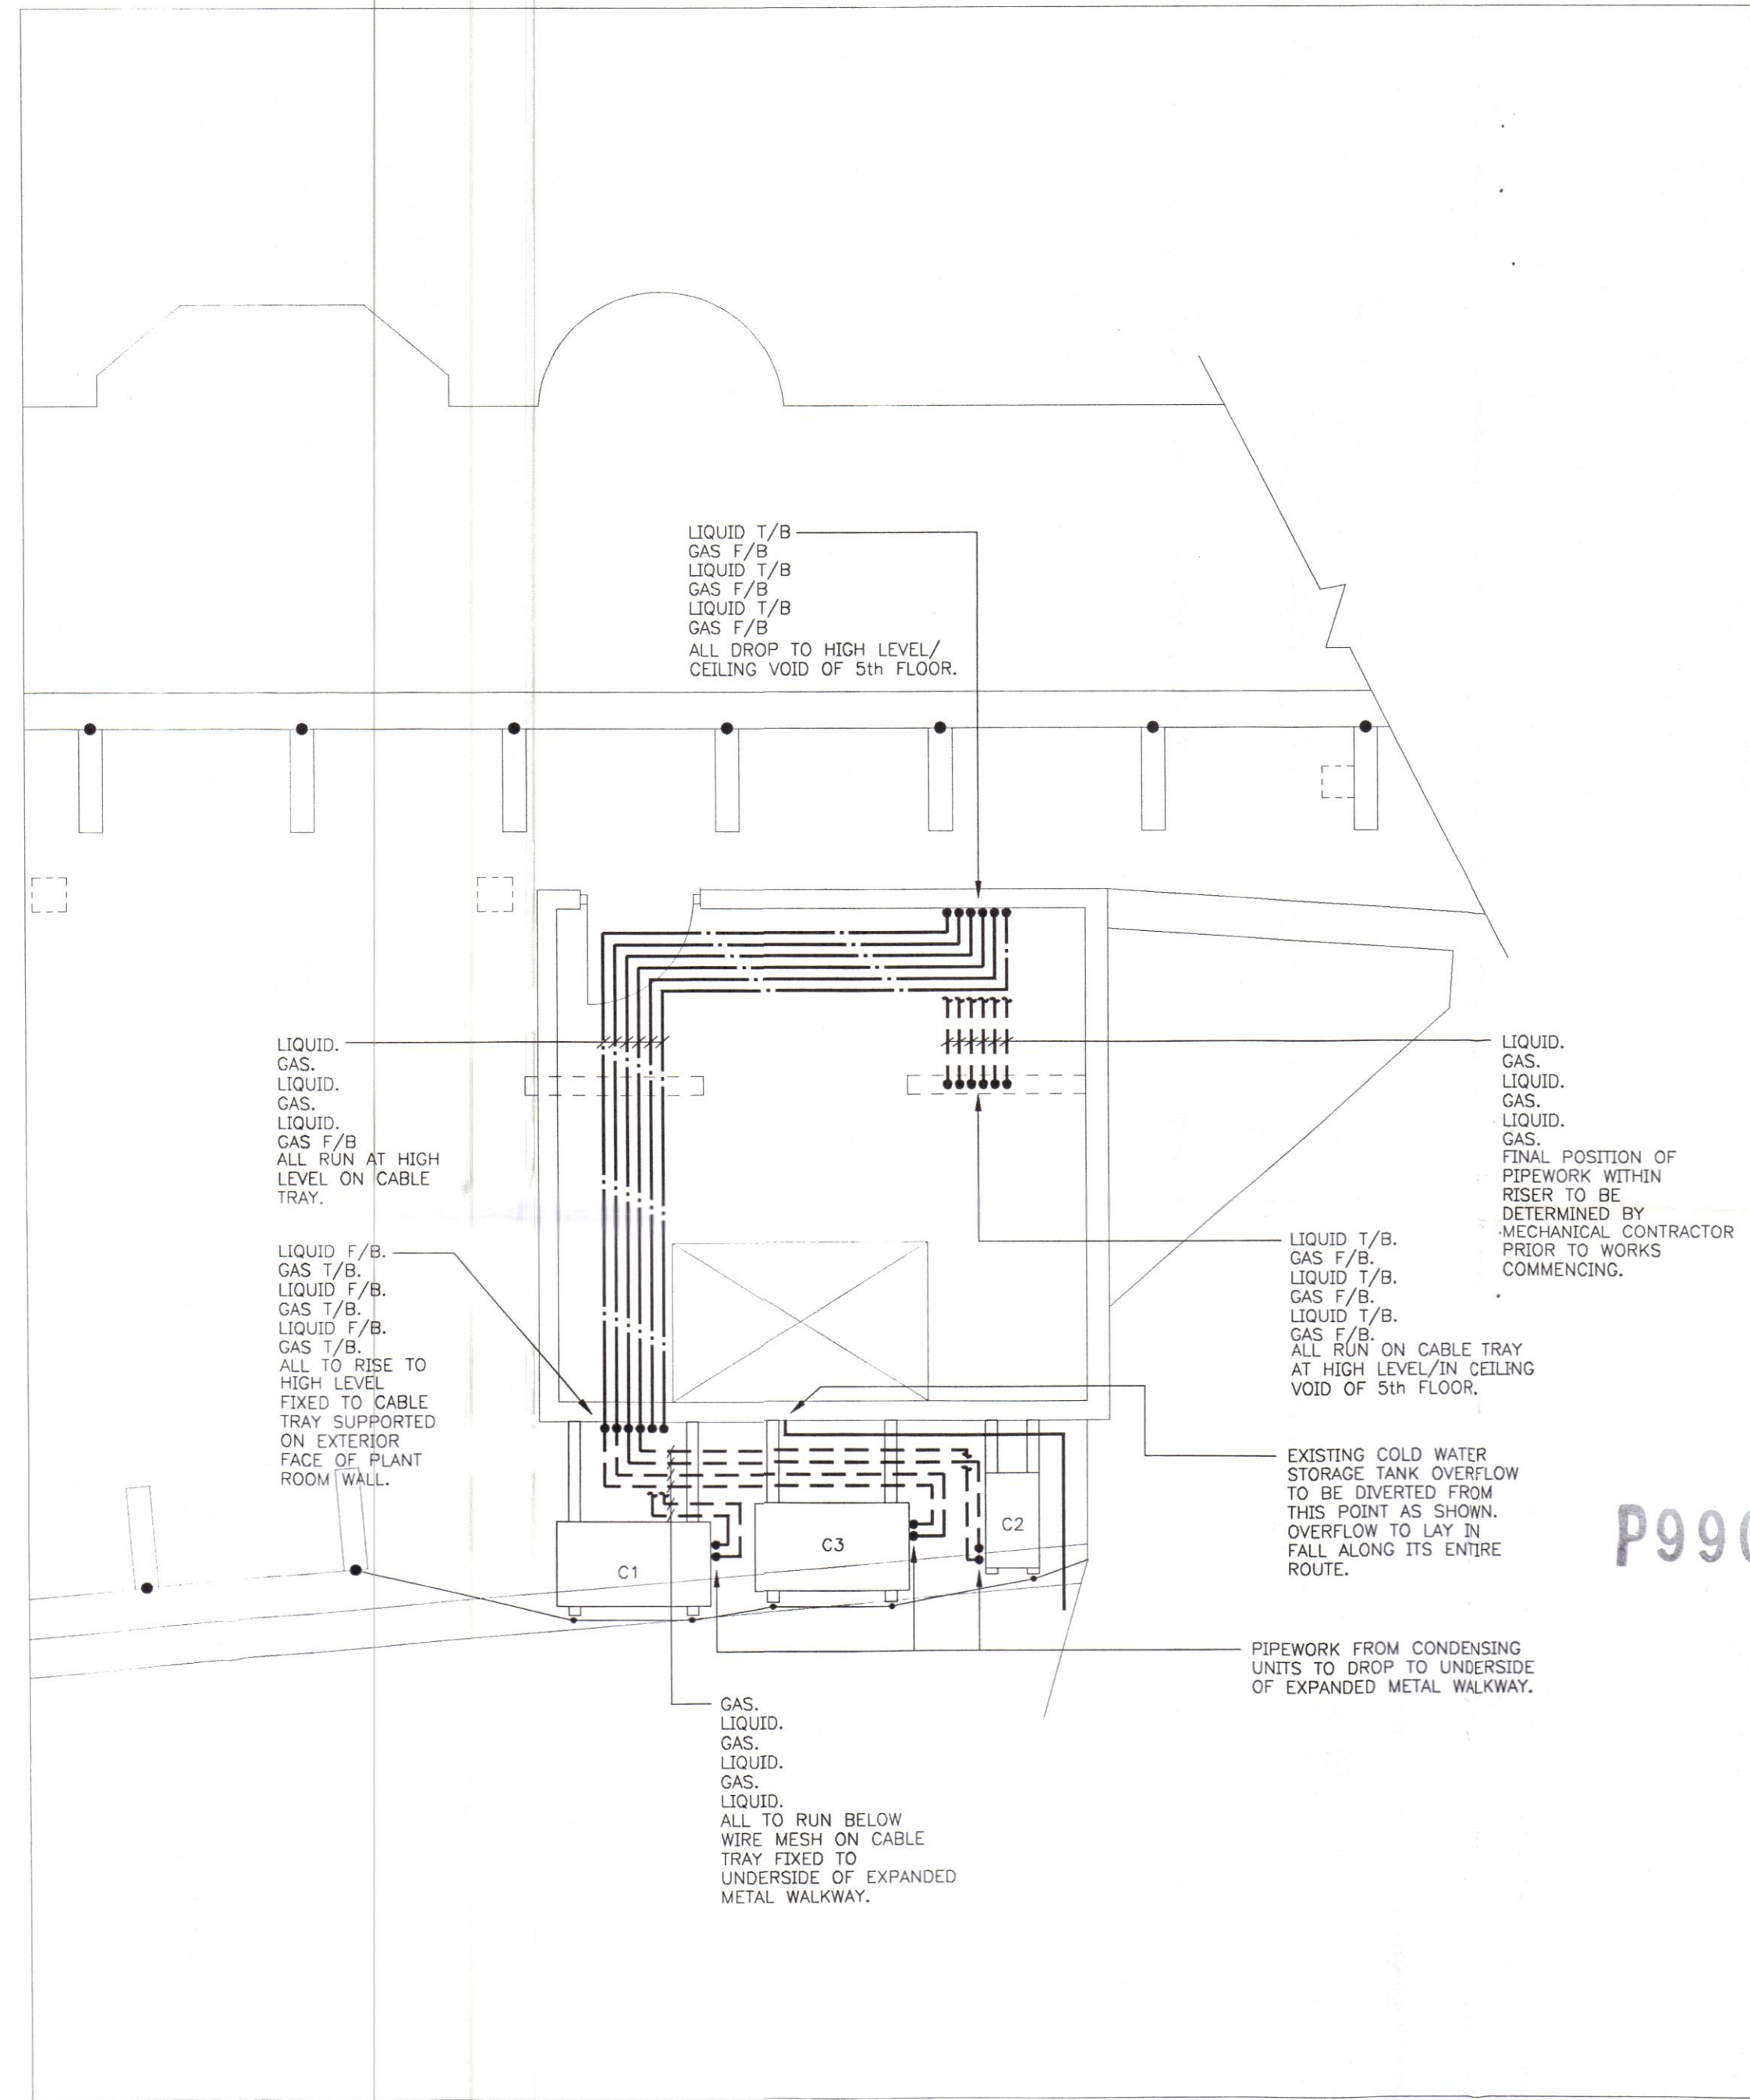 LIQUID T/B
GAS F/B
LIQUID T/B
GAS F/B
LIQUID T/B
GAS F/B
ALL DROP TO HIGH LEVEL/
CEILING VOID OF 5th FLOOR.
LIQUID.
GAS.
LIQUID.
GAS.
LIQUID.
GAS F/B
ALL RUN AT HIGH
LEVEL ON CABLE
TRAY.
LIQUID.
GAS.
LIQUID.
GAS.
LIQUID.
GAS.
FINAL POSITION OF
PIPEWORK WITHIN
RISER TO BE
DETERMINED BY
MECHANICAL CONTRACTOR
PRIOR TO WORKS
COMMENCING.
LIQUID F/B.
GAS T/B.
LIQUID F/B.
GAS T/B.
LIQUID F/B.
GAS T/B.
ALL TO RISE TO
HIGH LEVEL
FIXED TO CABLE
TRAY SUPPORTED
ON EXTERIOR
FACE OF PLANT
ROOM WALL.
LIQUID T/B.
GAS F/B.
LIQUID T/B.
GAS F/B.
LIQUID T/B.
GAS F/B.
ALL RUN ON CABLE TRAY
AT HIGH LEVEL/IN CEILING
VOID OF 5th FLOOR.
EXISTING COLD WATER
STORAGE TANK OVERFLOW
TO BE DIVERTED FROM
THIS POINT AS SHOWN.
OVERFLOW TO LAY IN
FALL ALONG ITS ENTIRE
ROUTE.
P99
C1
C3
C2
PIPEWORK FROM CONDENSING
UNITS TO DROP TO UNDERSIDE
OF EXPANDED METAL WALKWAY.
GAS.
LIQUID.
GAS.
LIQUID.
GAS.
LIQUID.
ALL TO RUN BELOW
WIRE MESH ON CABLE
TRAY FIXED TO
UNDERSIDE OF EXPANDED
METAL WALKWAY.